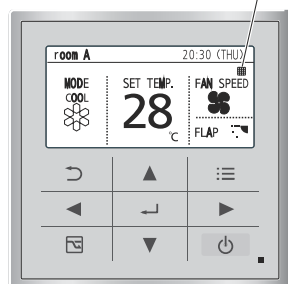 room A 20:30 (THU)
MODE SET TEMP. FAN SPEED
COOL
28 °C
FLAP